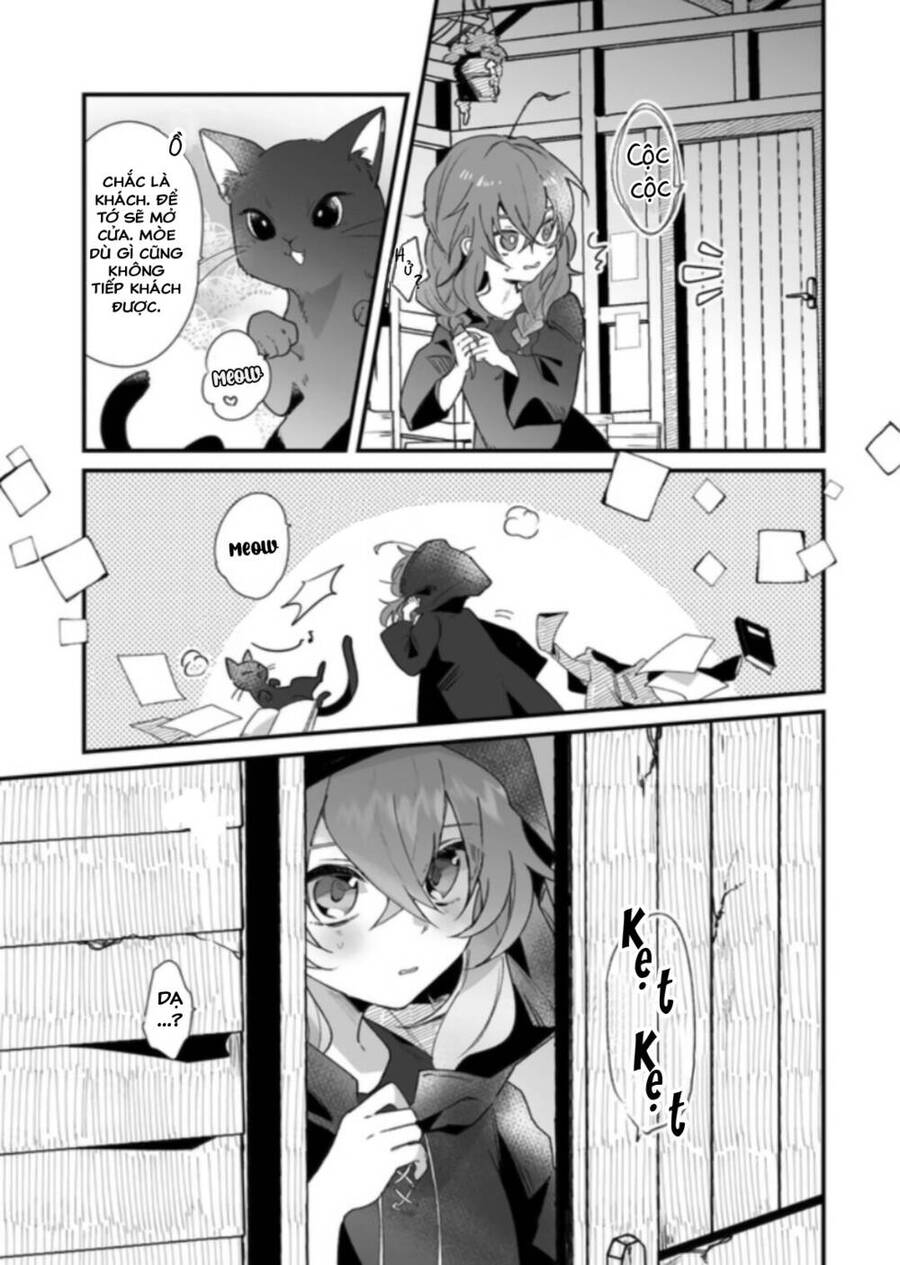 Cộc
cộc
Hử?
Ồ
CHẮC LÀ
KHÁCH. ĐỂ
TỚ SẼ MỞ
CỬA. MÒE
DÙ GÌ CŨNG
KHÔNG
TIẾP KHÁCH
ĐƯỢC.
Meow
Meow
Kẹt
Kẹt
DẠ
...?